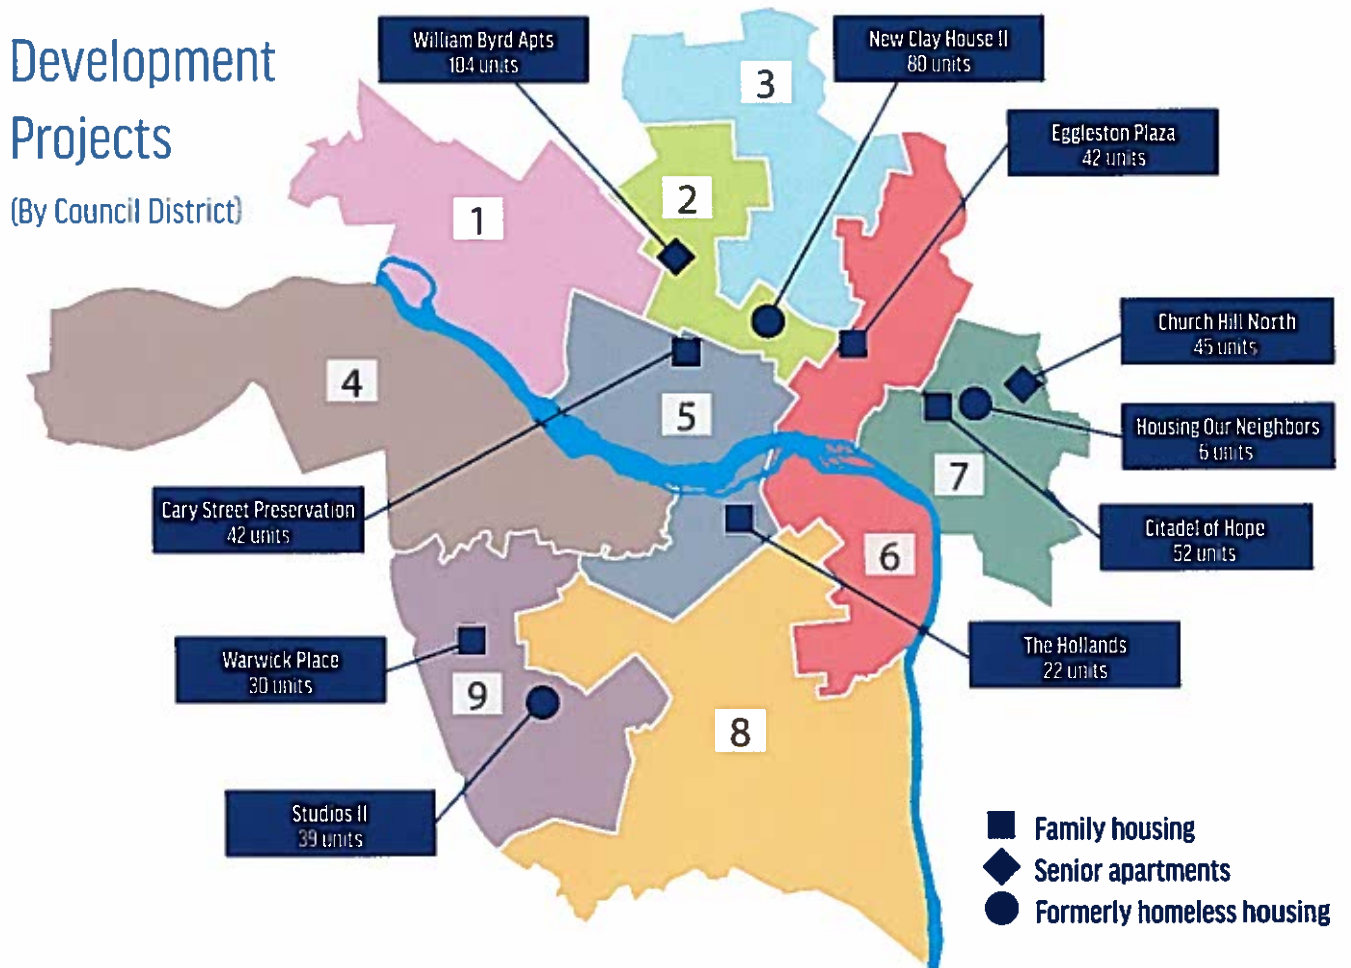 Development
Projects
(By Council District)
William Byrd Apts
104 units
New Clay House II
80 units
Eggleston Plaza
42 units
Church Hill North
45 units
Housing Our Neighbors
6 units
Citadel of Hope
52 units
The Hollands
22 units
Cary Street Preservation
42 units
Warwick Place
30 units
Studios II
39 units
1
2
3
4
5
6
7
8
9
Family housing
Senior apartments
Formerly homeless housing